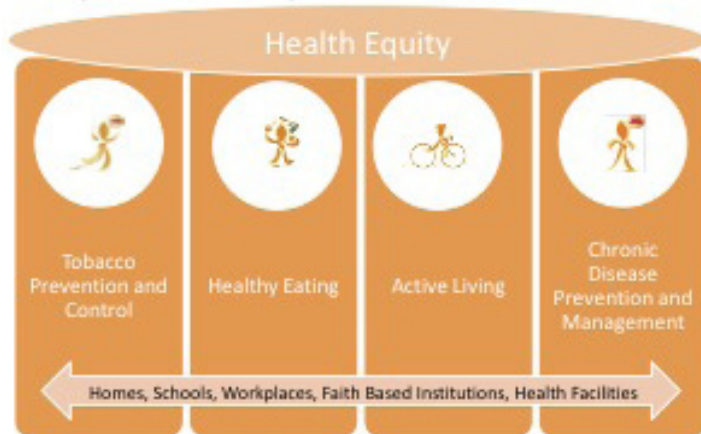 Health Equity
Tobacco
Prevention and
Control
Healthy Eating
Active Living
Chronic
Disease
Prevention and
Management
Homes, Schools, Workplaces, Faith Based Institutions, Health Facilities